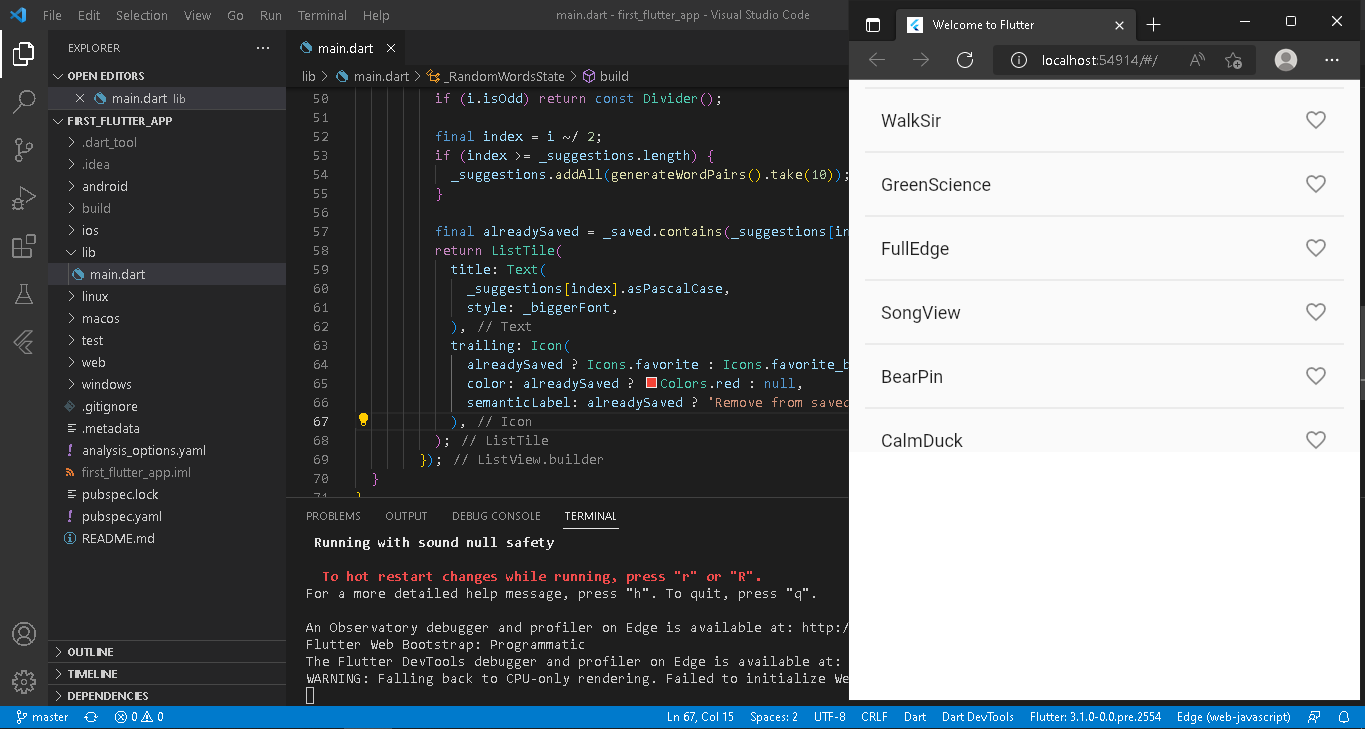 File Edit Selection View Go Run Terminal Help
main.dart - first_flutter_app - Visual Studio Code
EXPLORER
OPEN EDITORS
main.dart lib
FIRST_FLUTTER_APP
.dart_tool
.idea
android
build
ios
lib
main.dart
linux
macos
test
web
windows
.gitignore
.metadata
analysis_options.yaml
first_flutter_app.iml
pubspec.lock
pubspec.yaml
README.md
OUTLINE
TIMELINE
DEPENDENCIES
main.dart
lib > main.dart > _RandomWordsState > build
50 if (i.isOdd) return const Divider();
51
52 final index = i ~/ 2;
53 if (index >= _suggestions.length) {
54 _suggestions.addAll(generateWordPairs().take(10));
55 }
56
57 final alreadySaved = _saved.contains(_suggestions[in
58 return ListTile(
59 title: Text(
60 _suggestions[index].asPascalCase,
61 style: _biggerFont,
62 ), // Text
63 trailing: Icon(
64 alreadySaved ? Icons.favorite : Icons.favorite_b
65 color: alreadySaved ? Colors.red : null,
66 semanticLabel: alreadySaved ? 'Remove from saved
67 ), // Icon
68 ); // ListTile
69 }); // ListView.builder
70 }
71 }
PROBLEMS OUTPUT DEBUG CONSOLE TERMINAL
Running with sound null safety
To hot restart changes while running, press "r" or "R".
For a more detailed help message, press "h". To quit, press "q".
An Observatory debugger and profiler on Edge is available at: http:/
Flutter Web Bootstrap: Programmatic
The Flutter DevTools debugger and profiler on Edge is available at:
WARNING: Falling back to CPU-only rendering. Failed to initialize We
Welcome to Flutter
localhost:54914/#/
WalkSir
GreenScience
FullEdge
SongView
BearPin
CalmDuck
master 0 0 Ln 67, Col 15 Spaces: 2 UTF-8 CRLF Dart Dart DevTools Flutter: 3.1.0-0.0.pre.2554 Edge (web-javascript)